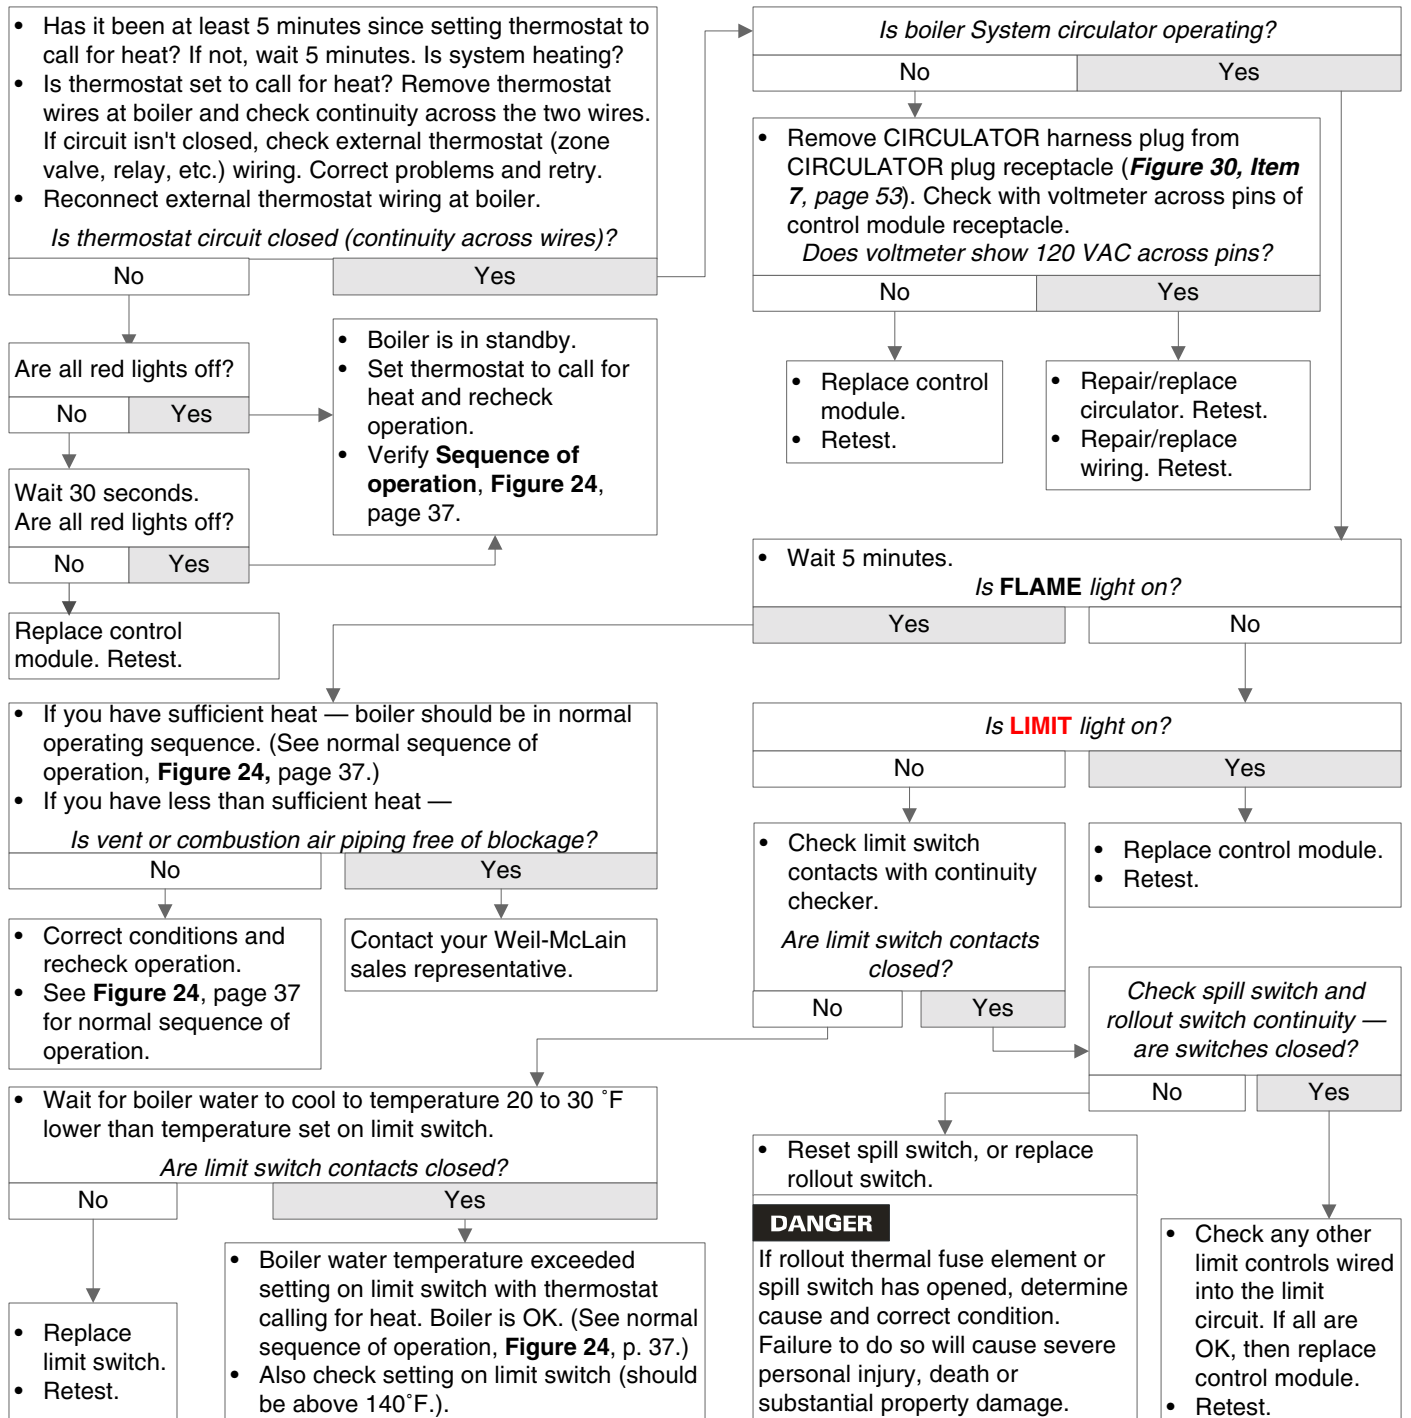 • Has it been at least 5 minutes since setting thermostat to
call for heat? If not, wait 5 minutes. Is system heating?
• Is thermostat set to call for heat? Remove thermostat
wires at boiler and check continuity across the two wires.
If circuit isn't closed, check external thermostat (zone
valve, relay, etc.) wiring. Correct problems and retry.
• Reconnect external thermostat wiring at boiler.
Is thermostat circuit closed (continuity across wires)?
No
Yes
Are all red lights off?
No
Yes
Wait 30 seconds.
Are all red lights off?
No
Yes
Replace control
module. Retest.
• Boiler is in standby.
• Set thermostat to call for
heat and recheck
operation.
• Verify Sequence of
operation, Figure 24,
page 37.
Is boiler System circulator operating?
No
Yes
• Remove CIRCULATOR harness plug from
CIRCULATOR plug receptacle (Figure 30, Item
7, page 53). Check with voltmeter across pins of
control module receptacle.
Does voltmeter show 120 VAC across pins?
No
Yes
• Replace control
module.
• Retest.
• Repair/replace
circulator. Retest.
• Repair/replace
wiring. Retest.
• Wait 5 minutes.
Is FLAME light on?
Yes
No
• If you have sufficient heat — boiler should be in normal
operating sequence. (See normal sequence of
operation, Figure 24, page 37.)
• If you have less than sufficient heat —
Is vent or combustion air piping free of blockage?
No
Yes
• Correct conditions and
recheck operation.
• See Figure 24, page 37
for normal sequence of
operation.
Contact your Weil-McLain
sales representative.
Is LIMIT light on?
No
Yes
• Check limit switch
contacts with continuity
checker.
Are limit switch contacts
closed?
No
Yes
• Replace control module.
• Retest.
Check spill switch and
rollout switch continuity —
are switches closed?
No
Yes
• Wait for boiler water to cool to temperature 20 to 30 ˚F
lower than temperature set on limit switch.
Are limit switch contacts closed?
No
Yes
• Replace
limit switch.
• Retest.
• Boiler water temperature exceeded
setting on limit switch with thermostat
calling for heat. Boiler is OK. (See normal
sequence of operation, Figure 24, p. 37.)
• Also check setting on limit switch (should
be above 140˚F.).
• Reset spill switch, or replace
rollout switch.
DANGER
If rollout thermal fuse element or
spill switch has opened, determine
cause and correct condition.
Failure to do so will cause severe
personal injury, death or
substantial property damage.
• Check any other
limit controls wired
into the limit
circuit. If all are
OK, then replace
control module.
• Retest.